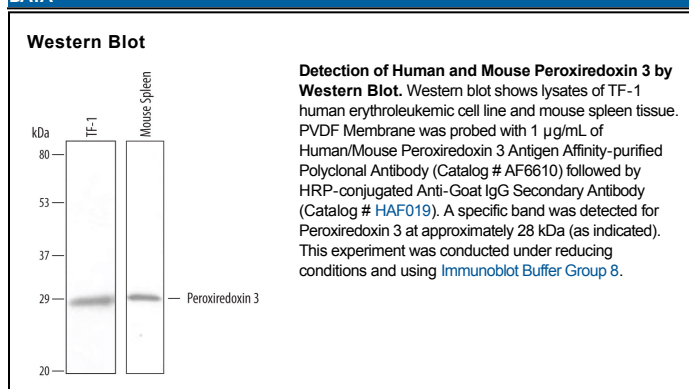 Western Blot
Detection of Human and Mouse Peroxiredoxin 3 by
Western Blot. Western blot shows lysates of TF-1
human erythroleukemic cell line and mouse spleen tissue.
PVDF Membrane was probed with 1 µg/mL of
Human/Mouse Peroxiredoxin 3 Antigen Affinity-purified
Polyclonal Antibody (Catalog # AF6610) followed by
HRP-conjugated Anti-Goat IgG Secondary Antibody
(Catalog # HAF019). A specific band was detected for
Peroxiredoxin 3 at approximately 28 kDa (as indicated).
This experiment was conducted under reducing
conditions and using Immunoblot Buffer Group 8.
kDa
TF-1
Mouse Spleen
80
53
37
29
Peroxiredoxin 3
20